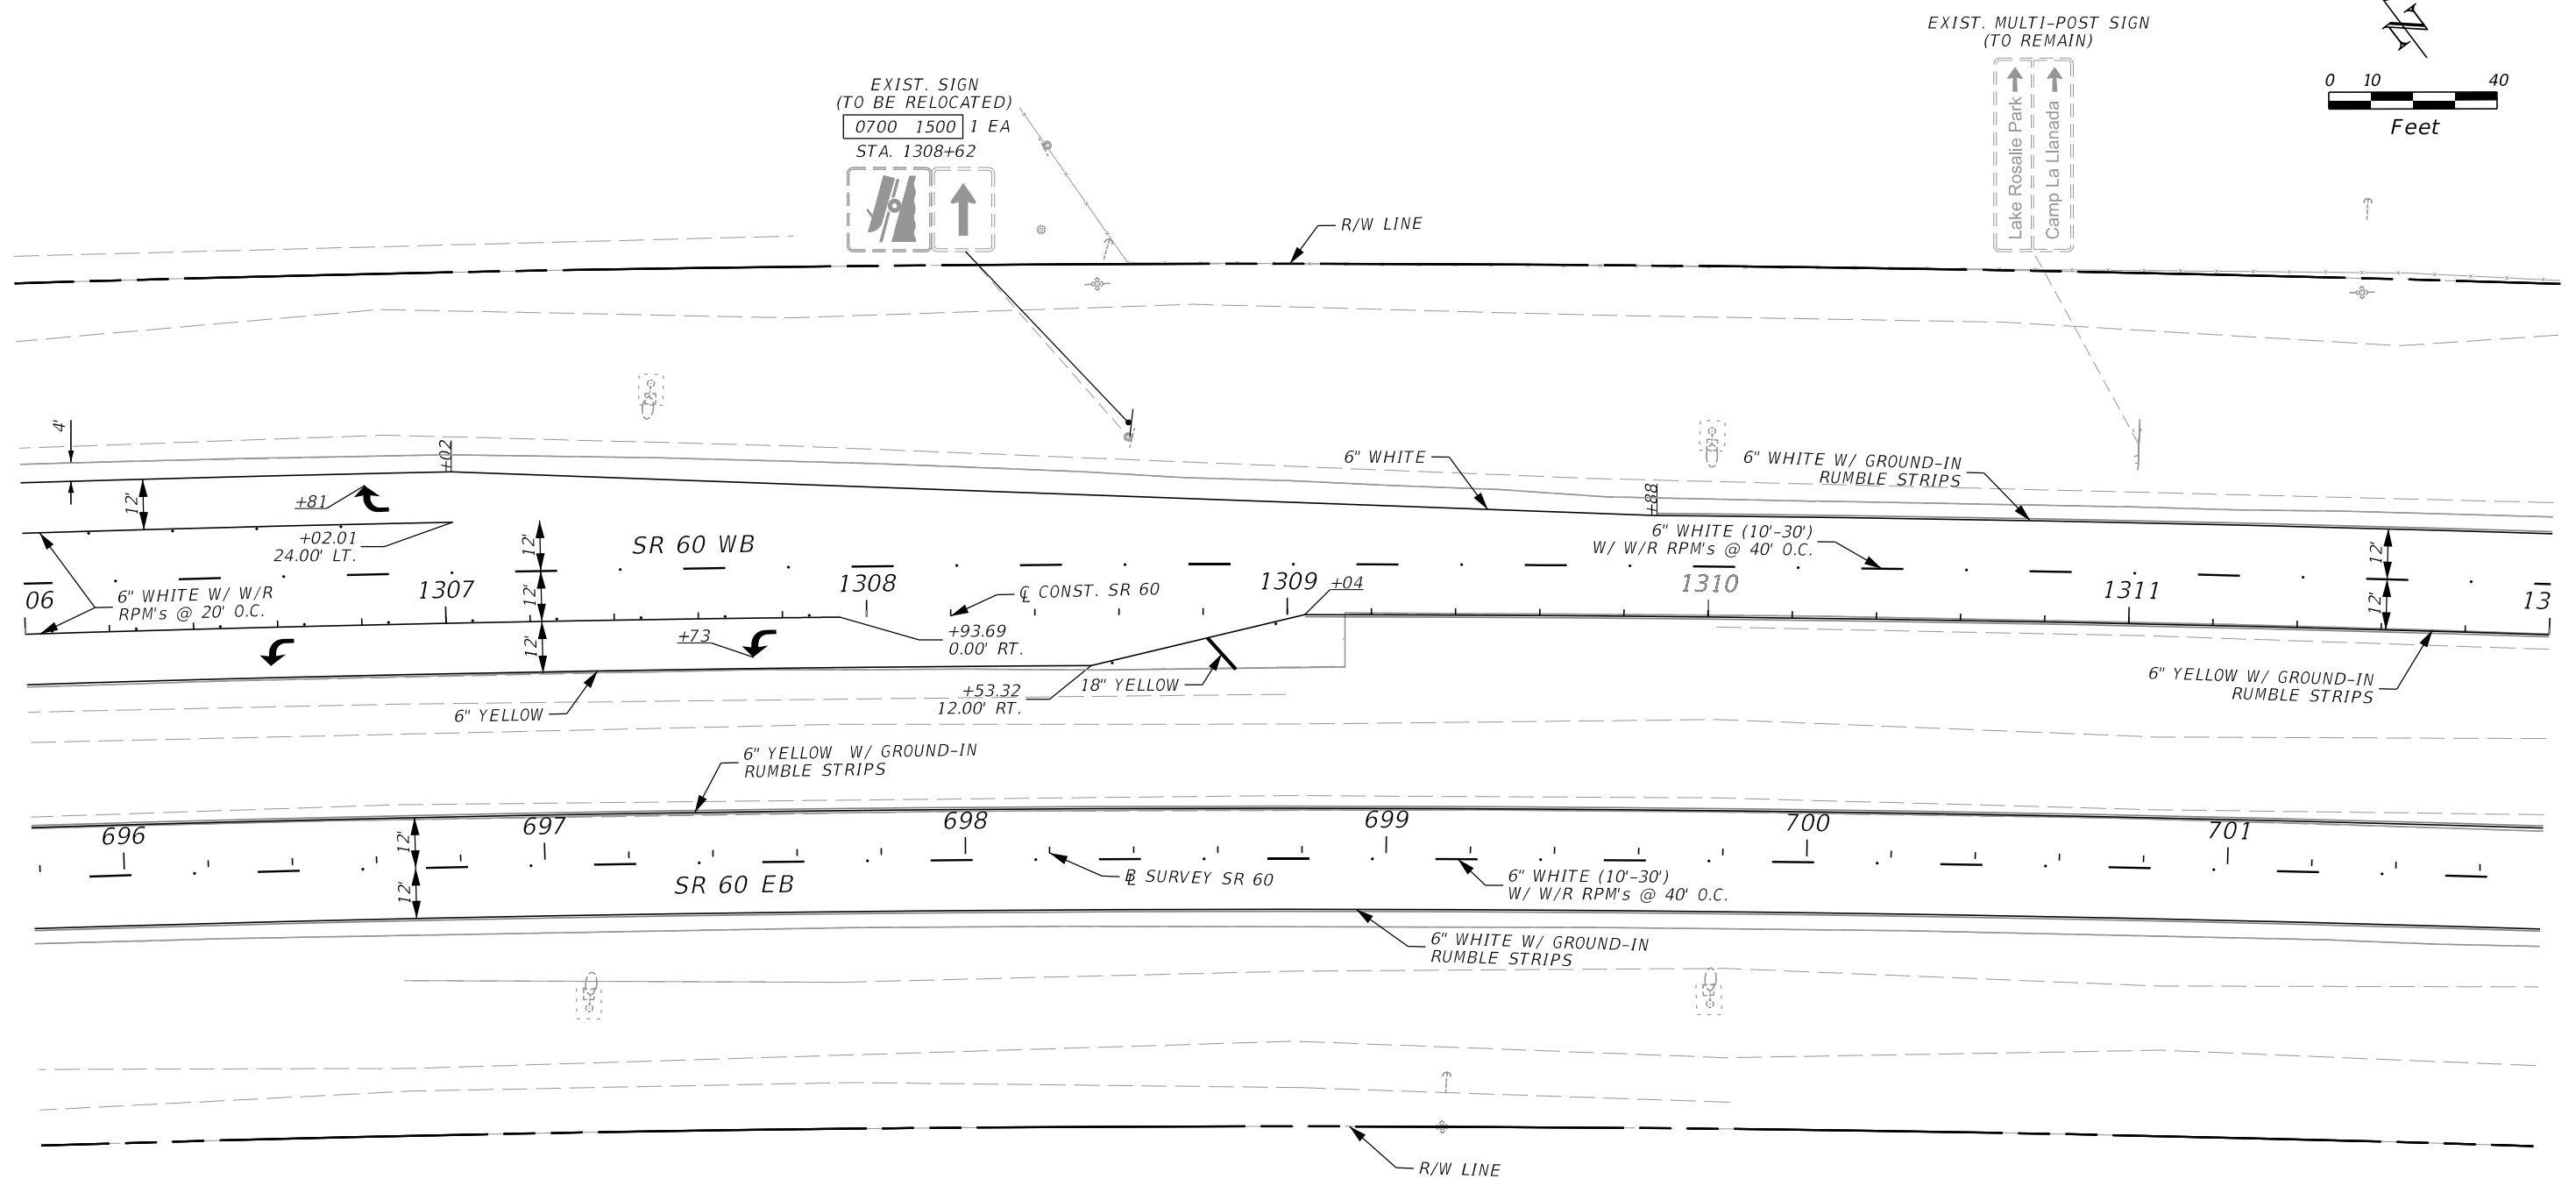 EXIST. MULTI-POST SIGN
(TO REMAIN)
Lake Rosalie Park
Camp La Llanada
N
0 10 40
Feet
EXIST. SIGN
(TO BE RELOCATED)
0700 1500 1 EA
STA. 1308+62
R/W LINE
4'
+02
12'
+81
+02.01
24.00' LT.
12'
SR 60 WB
6" WHITE
+88
6" WHITE W/ GROUND-IN
RUMBLE STRIPS
6" WHITE (10'-30')
W/ W/R RPM's @ 40' O.C.
12'
06
6" WHITE W/ W/R
RPM's @ 20' O.C.
1307
12'
1308
℄ CONST. SR 60
1309
+04
1310
1311
12'
13
+73
12'
+93.69
0.00' RT.
6" YELLOW
+53.32
12.00' RT.
18" YELLOW
6" YELLOW W/ GROUND-IN
RUMBLE STRIPS
6" YELLOW W/ GROUND-IN
RUMBLE STRIPS
696
697
698
699
700
701
12'
12'
SR 60 EB
BL SURVEY SR 60
6" WHITE (10'-30')
W/ W/R RPM's @ 40' O.C.
6" WHITE W/ GROUND-IN
RUMBLE STRIPS
R/W LINE